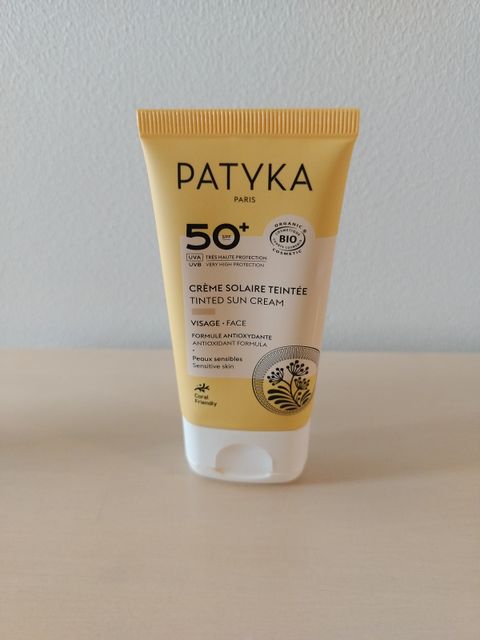 PATYKA
PARIS
50+
SPF
UVA TRÈS HAUTE PROTECTION
UVB VERY HIGH PROTECTION
ORGANIC
COSMÉTIQUE
BIO
COSMETIC
CRÈME SOLAIRE TEINTÉE
TINTED SUN CREAM
VISAGE • FACE
FORMULE ANTIOXYDANTE
ANTIOXIDANT FORMULA
Peaux sensibles
Sensitive skin
Coral
Friendly